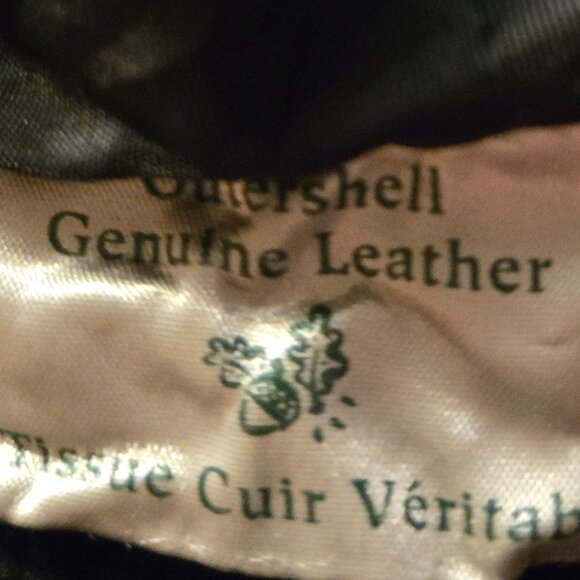 Outershell
Genuine Leather
Tissue Cuir Véritab